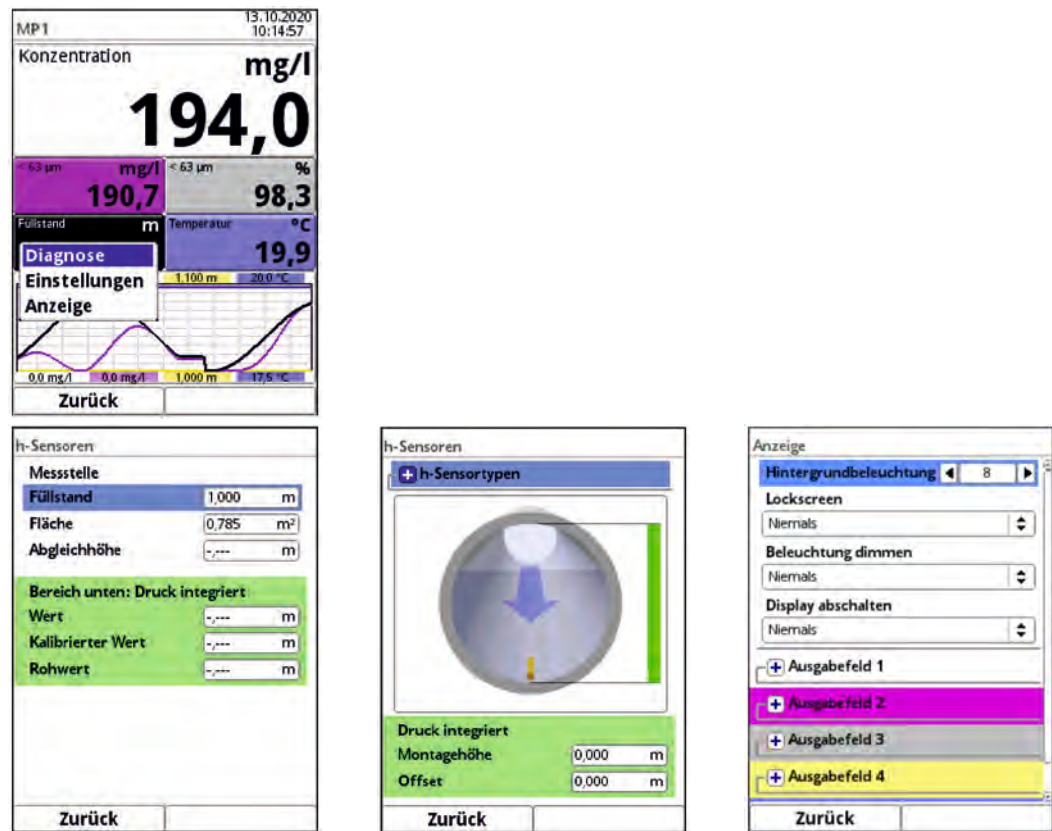 MP1
13.10.2020
10:14:57
Konzentration
mg/l
194,0
< 63 µm mg/l
190,7
< 63 µm %
98,3
Füllstand m
Temperatur °C
19,9
Diagnose
Einstellungen
Anzeige
1,100 m
20,0 °C
0,0 mg/l
0,0 mg/l
1,000 m
17,5 °C
Zurück
h-Sensoren
Messstelle
Füllstand 1,000 m
Fläche 0,785 m²
Abgleichhöhe -,--- m
Bereich unten: Druck integriert
Wert -,--- m
Kalibrierter Wert -,--- m
Rohwert -,--- m
Zurück
h-Sensoren
h-Sensortypen
Druck integriert
Montagehöhe 0,000 m
Offset 0,000 m
Zurück
Anzeige
Hintergrundbeleuchtung 8
Lockscreen
Niemals
Beleuchtung dimmen
Niemals
Display abschalten
Niemals
Ausgabefeld 1
Ausgabefeld 2
Ausgabefeld 3
Ausgabefeld 4
Zurück